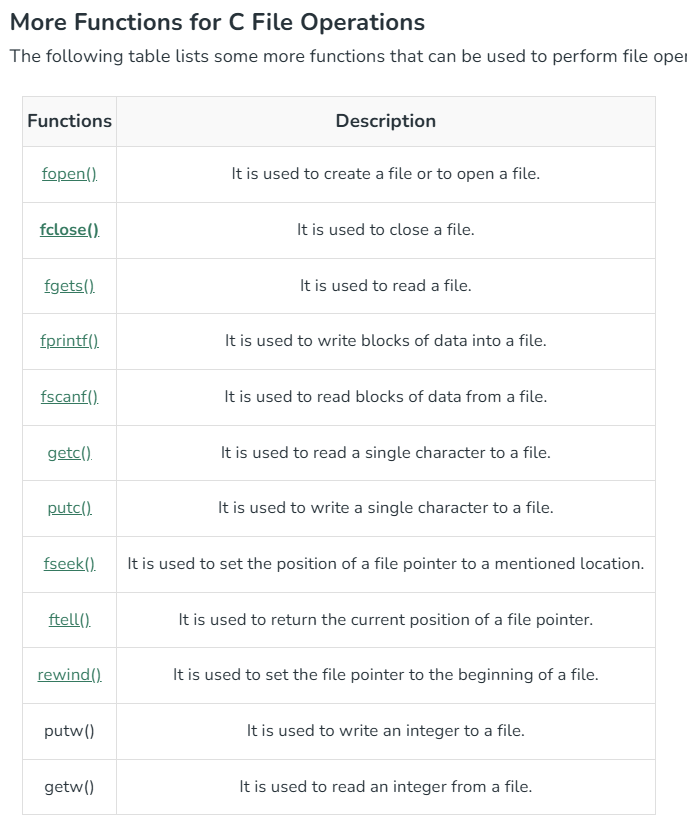 More Functions for C File Operations
The following table lists some more functions that can be used to perform file
Functions Description
fopen() It is used to create a file or to open a file.
fclose() It is used to close a file.
fgets() It is used to read a file.
fprintf() It is used to write blocks of data into a file.
fscanf() It is used to read blocks of data from a file.
getc() It is used to read a single character to a file.
putc() It is used to write a single character to a file.
fseek() It is used to set the position of a file pointer to a mentioned location.
ftell() It is used to return the current position of a file pointer.
rewind() It is used to set the file pointer to the beginning of a file.
putw() It is used to write an integer to a file.
getw() It is used to read an integer from a file.